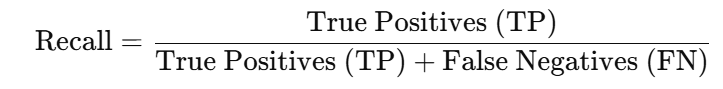 Recall = True Positives (TP) / True Positives (TP) + False Negatives (FN)